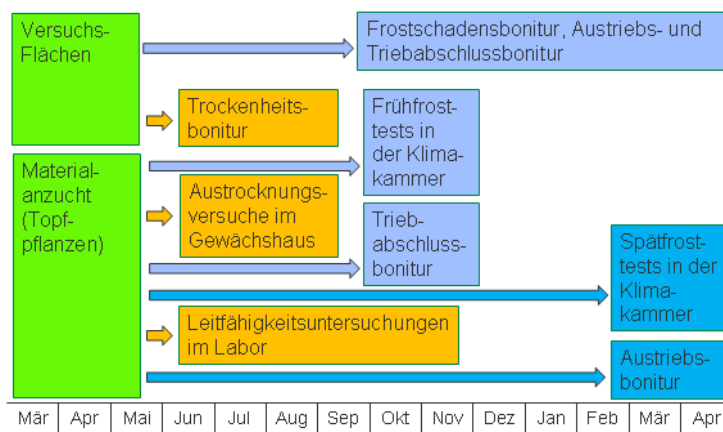 Versuchs-
Flächen
Frostschadensbonitur, Austriebs- und
Triebabschlussbonitur
Trockenheits-
bonitur
Frühfrost-
tests in
der Klima-
kammer
Material-
anzucht
(Topf-
pflanzen)
Austrocknungs-
versuche im
Gewächshaus
Trieb-
abschluss-
bonitur
Spätfrost-
tests in der
Klima-
kammer
Leitfähigkeitsuntersuchungen
im Labor
Austriebs-
bonitur
Mär Apr Mai Jun Jul Aug Sep Okt Nov Dez Jan Feb Mär Apr